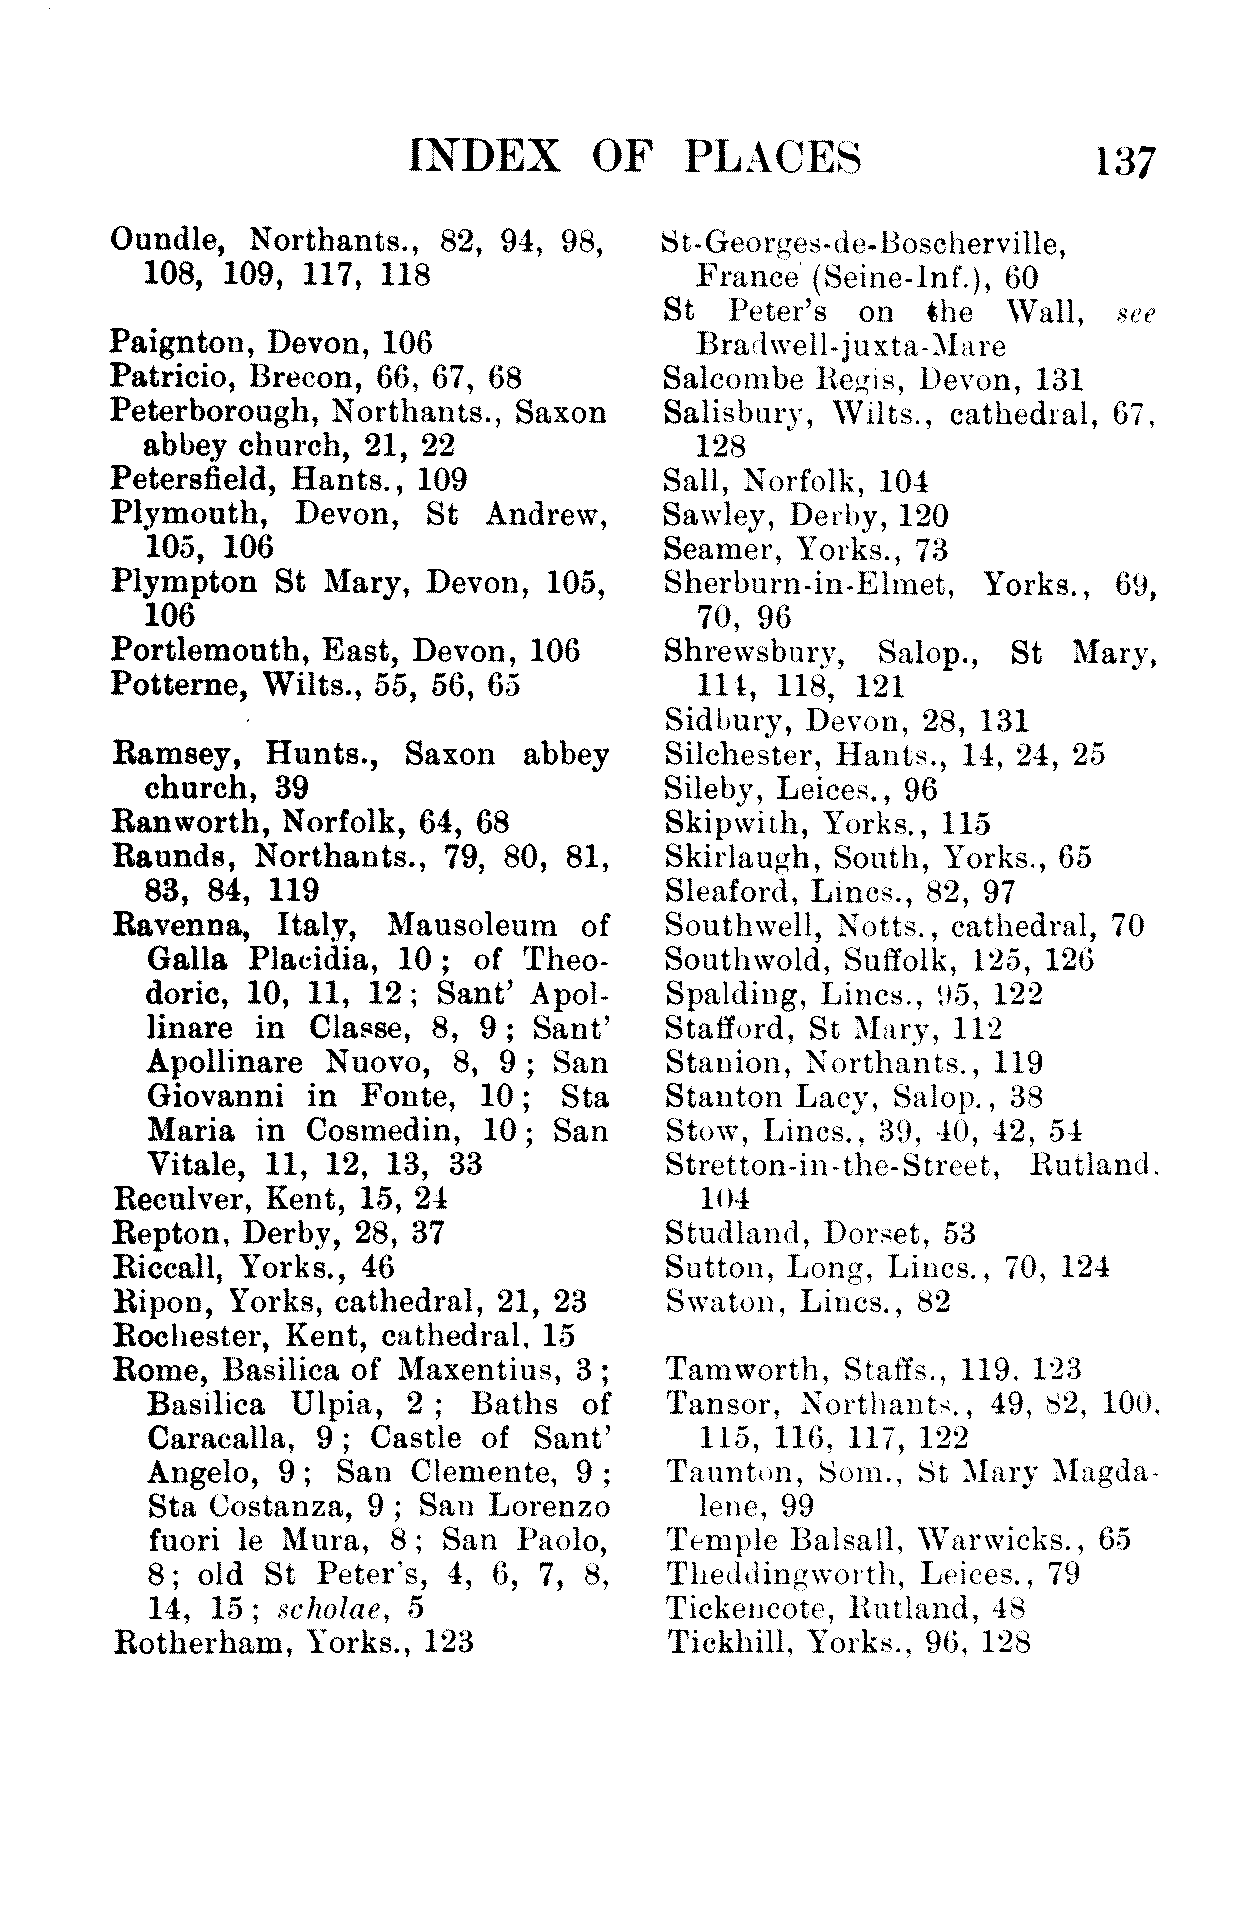 INDEX OF PLACES 137
Oundle, Northants., 82, 94, 98,
108, 109, 117, 118
Paignton, Devon, 106
Patricio, Brecon, 66, 67, 68
Peterborough, Northants., Saxon
abbey church, 21, 22
Petersfield, Hants., 109
Plymouth, Devon, St Andrew,
105, 106
Plympton St Mary, Devon, 105,
106
Portlemouth, East, Devon, 106
Potterne, Wilts., 55, 56, 65
Ramsey, Hunts., Saxon abbey
church, 39
Ranworth, Norfolk, 64, 68
Raunds, Northants., 79, 80, 81,
83, 84, 119
Ravenna, Italy, Mausoleum of
Galla Placidia, 10; of Theo-
doric, 10, 11, 12; Sant' Apol-
linare in Classe, 8, 9; Sant'
Apollinare Nuovo, 8, 9; San
Giovanni in Fonte, 10; Sta
Maria in Cosmedin, 10; San
Vitale, 11, 12, 13, 33
Reculver, Kent, 15, 24
Repton, Derby, 28, 37
Riccall, Yorks., 46
Ripon, Yorks, cathedral, 21, 23
Rochester, Kent, cathedral, 15
Rome, Basilica of Maxentius, 3;
Basilica Ulpia, 2; Baths of
Caracalla, 9; Castle of Sant'
Angelo, 9; San Clemente, 9;
Sta Costanza, 9; San Lorenzo
fuori le Mura, 8; San Paolo,
8; old St Peter's, 4, 6, 7, 8,
14, 15; scholae, 5
Rotherham, Yorks., 123
St-Georges-de-Boscherville,
France (Seine-Inf.), 60
St Peter's on the Wall, see
Bradwell-juxta-Mare
Salcombe Regis, Devon, 131
Salisbury, Wilts., cathedral, 67,
128
Sall, Norfolk, 104
Sawley, Derby, 120
Seamer, Yorks., 73
Sherburn-in-Elmet, Yorks., 69,
70, 96
Shrewsbury, Salop., St Mary,
114, 118, 121
Sidbury, Devon, 28, 131
Silchester, Hants., 14, 24, 25
Sileby, Leices., 96
Skipwith, Yorks., 115
Skirlaugh, South, Yorks., 65
Sleaford, Lincs., 82, 97
Southwell, Notts., cathedral, 70
Southwold, Suffolk, 125, 126
Spalding, Lincs., 95, 122
Stafford, St Mary, 112
Stanion, Northants., 119
Stanton Lacy, Salop., 38
Stow, Lincs., 39, 40, 42, 54
Stretton-in-the-Street, Rutland,
104
Studland, Dorset, 53
Sutton, Long, Lincs., 70, 124
Swaton, Lincs., 82
Tamworth, Staffs., 119, 123
Tansor, Northants., 49, 82, 100,
115, 116, 117, 122
Taunton, Som., St Mary Magda-
lene, 99
Temple Balsall, Warwicks., 65
Theddingworth, Leices., 79
Tickencote, Rutland, 48
Tickhill, Yorks., 96, 128